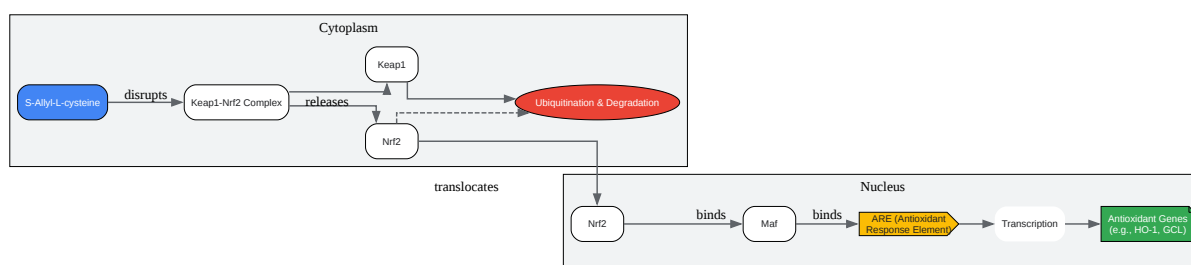 Cytoplasm
Keap1
S-Allyl-L-cysteine
disrupts
Keap1-Nrf2 Complex
releases
Ubiquitination & Degradation
Nrf2
translocates
Nucleus
Nrf2
binds
Maf
binds
ARE (Antioxidant
Response Element)
Transcription
Antioxidant Genes
(e.g., HO-1, GCL)